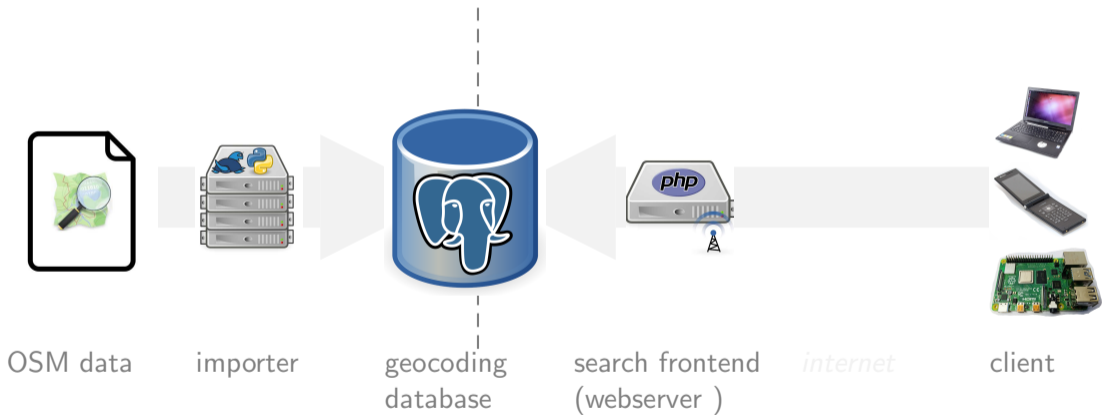 php
OSM data
importer
geocoding
database
search frontend
(webserver )
internet
client